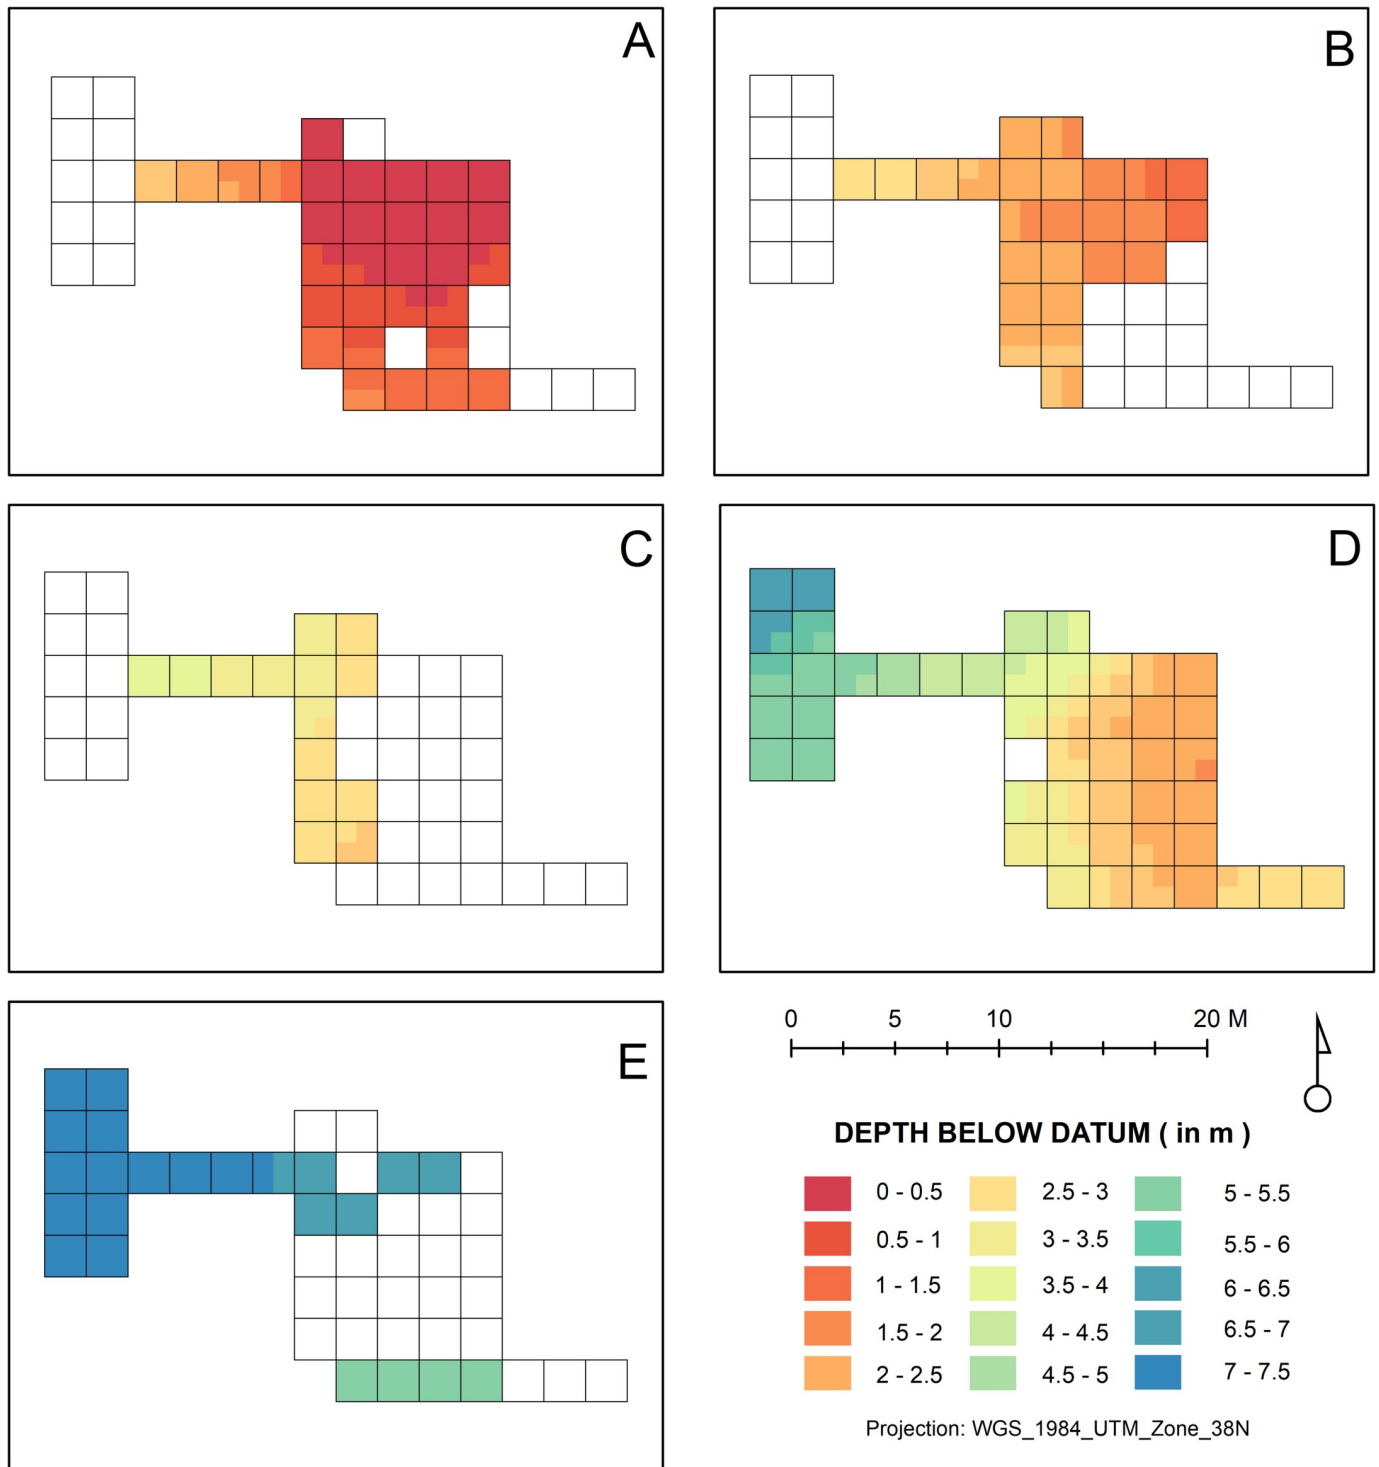 A
B
C
D
E
0 5 10 20 M
DEPTH BELOW DATUM ( in m )
0 - 0.5 2.5 - 3 5 - 5.5
0.5 - 1 3 - 3.5 5.5 - 6
1 - 1.5 3.5 - 4 6 - 6.5
1.5 - 2 4 - 4.5 6.5 - 7
2 - 2.5 4.5 - 5 7 - 7.5
Projection: WGS_1984_UTM_Zone_38N